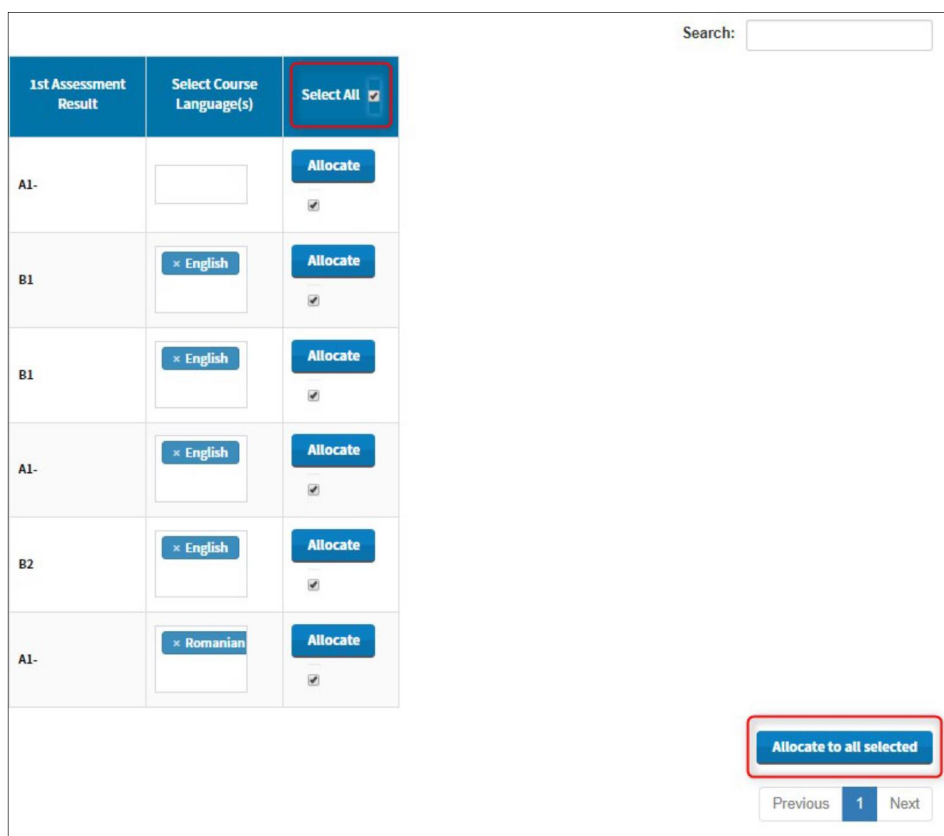 Search:
1st Assessment
Result
Select Course
Language(s)
Select All
A1-
Allocate
B1
× English
Allocate
B1
× English
Allocate
A1-
× English
Allocate
B2
× English
Allocate
A1-
× Romanian
Allocate
Allocate to all selected
Previous 1 Next